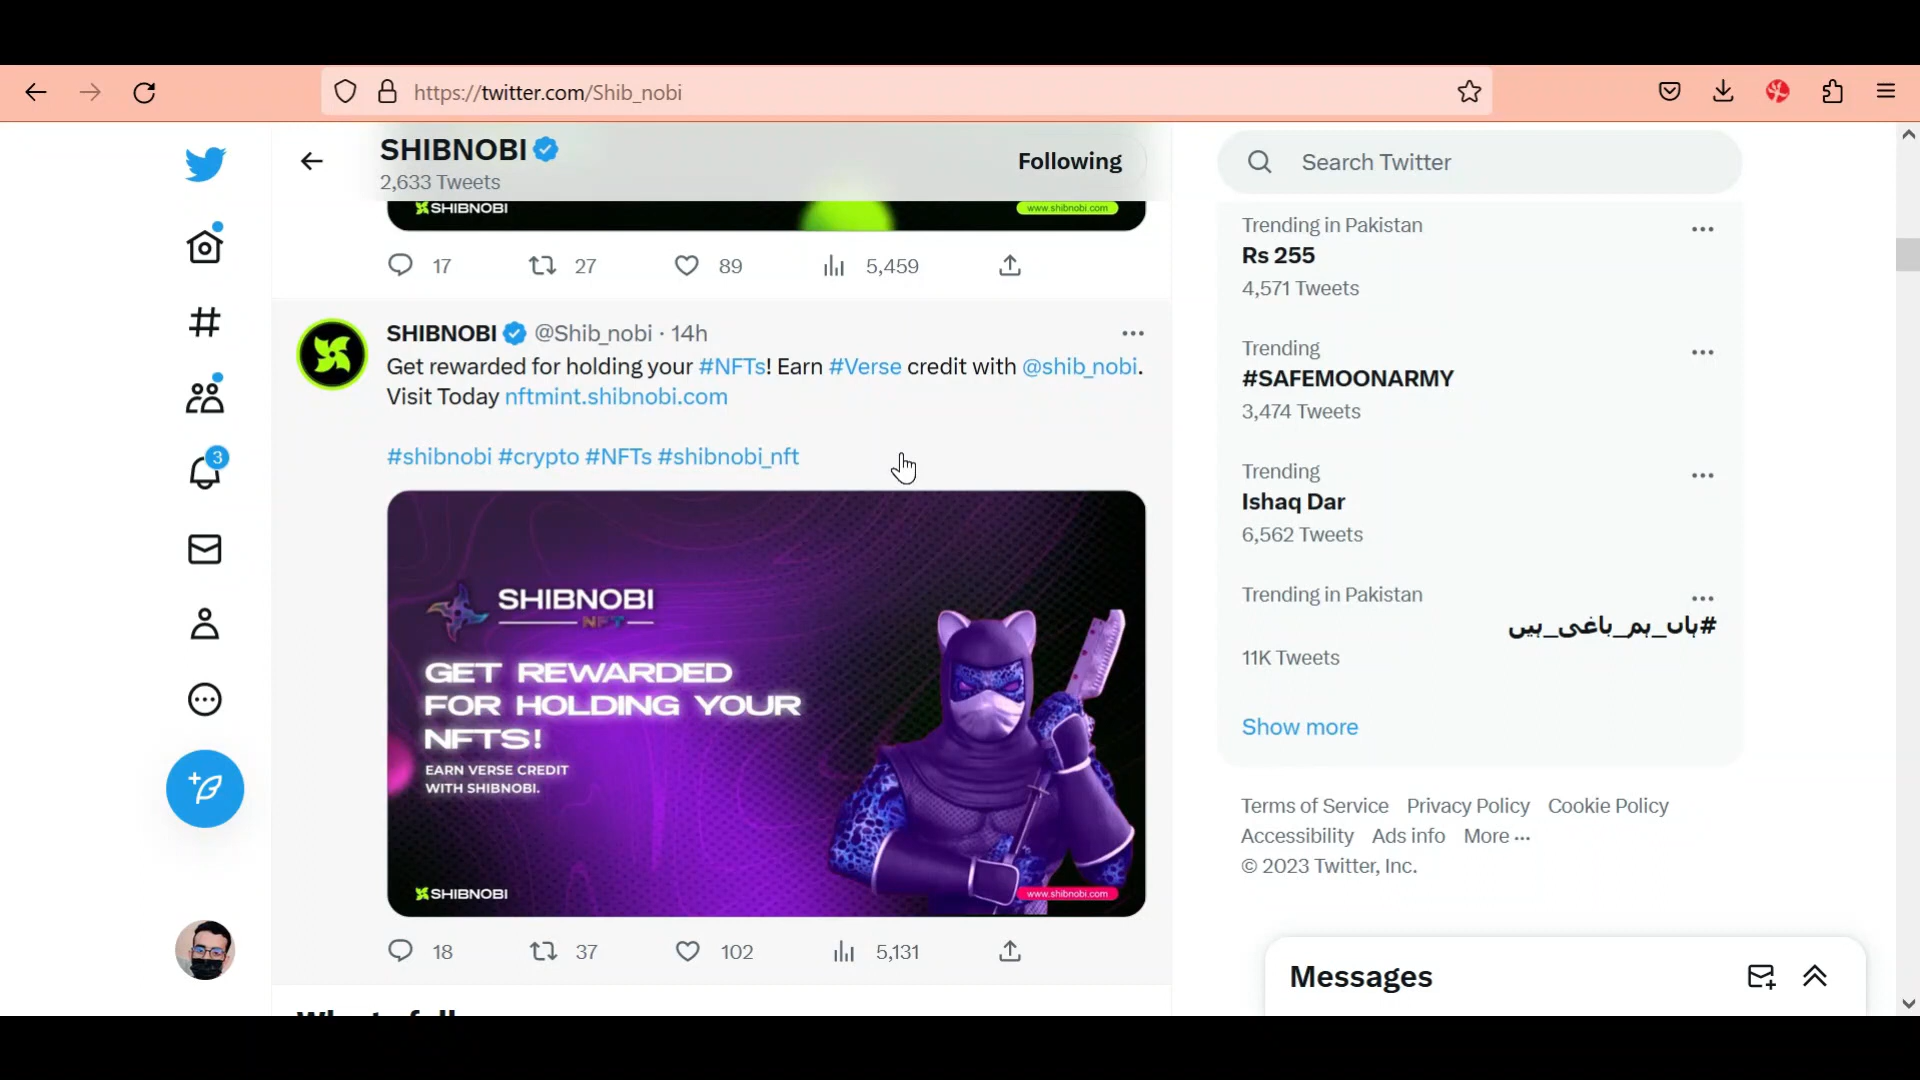 https://twitter.com/Shib_nobi
SHIBNOBI
2,633 Tweets
Following
SHIBNOBI
www.shibnobi.com
17
27
89
5,459
SHIBNOBI @Shib_nobi · 14h
Get rewarded for holding your #NFTs! Earn #Verse credit with @shib_nobi.
Visit Today nftmint.shibnobi.com
#shibnobi #crypto #NFTs #shibnobi_nft
SHIBNOBI
NFT
GET REWARDED
FOR HOLDING YOUR
NFTS!
EARN VERSE CREDIT
WITH SHIBNOBI.
SHIBNOBI
www.shibnobi.com
18
37
102
5,131
3
Search Twitter
Trending in Pakistan
Rs 255
4,571 Tweets
Trending
#SAFEMOONARMY
3,474 Tweets
Trending
Ishaq Dar
6,562 Tweets
Trending in Pakistan
#ہاں_ہم_باغی_ہیں
11K Tweets
Show more
Terms of Service Privacy Policy Cookie Policy
Accessibility Ads info More ···
© 2023 Twitter, Inc.
Messages